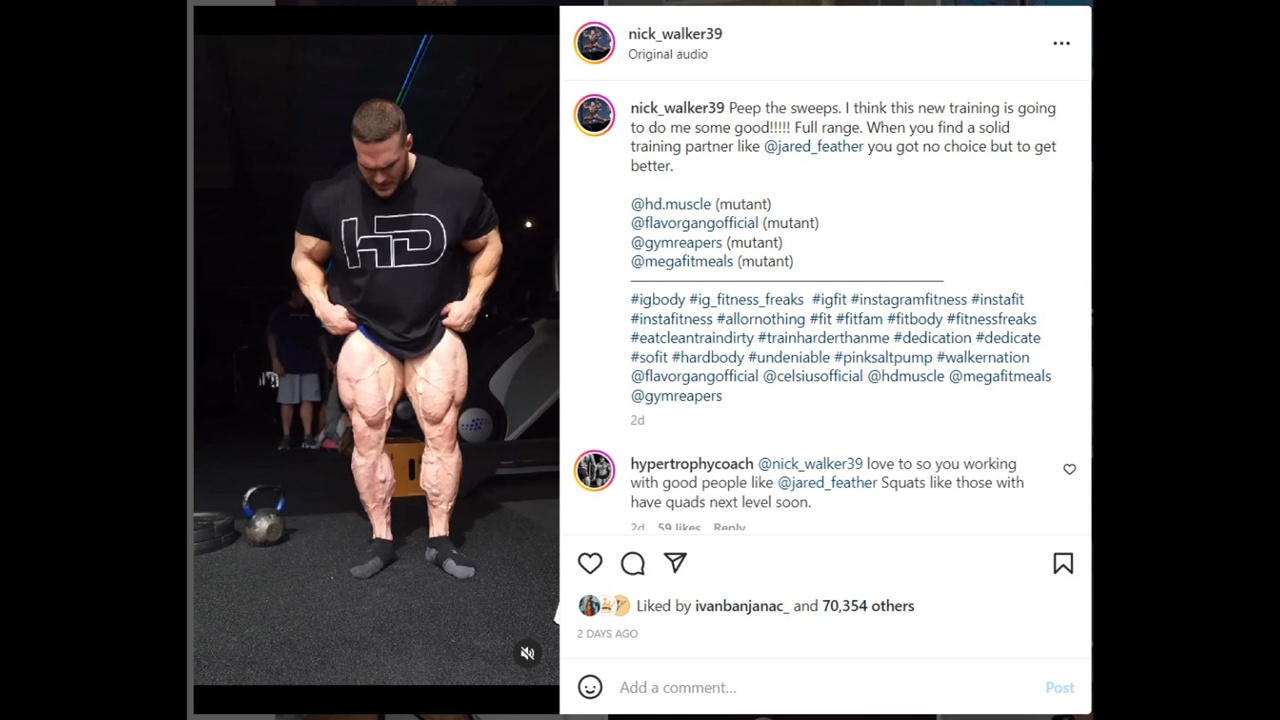 nick_walker39
Original audio
nick_walker39 Peep the sweeps. I think this new training is going
to do me some good!!!!! Full range. When you find a solid
training partner like @jared_feather you got no choice but to get
better.
@hd.muscle (mutant)
@flavorgangofficial (mutant)
@gymreapers (mutant)
@megafitmeals (mutant)
#igbody #ig_fitness_freaks #igfit #instagramfitness #instafit
#instafitness #allornothing #fit #fitfam #fitbody #fitnessfreaks
#eatcleantraindirty #trainharderthanme #dedication #dedicate
#sofit #hardbody #undeniable #pinksaltpump #walkernation
@flavorgangofficial @celsiusofficial @hdmuscle @megafitmeals
@gymreapers
2d
hypertrophycoach @nick_walker39 love to so you working
with good people like @jared_feather Squats like those with
have quads next level soon.
2d 59 likes Reply
Liked by ivanbanjanac_ and 70,354 others
2 DAYS AGO
Add a comment... Post
HD